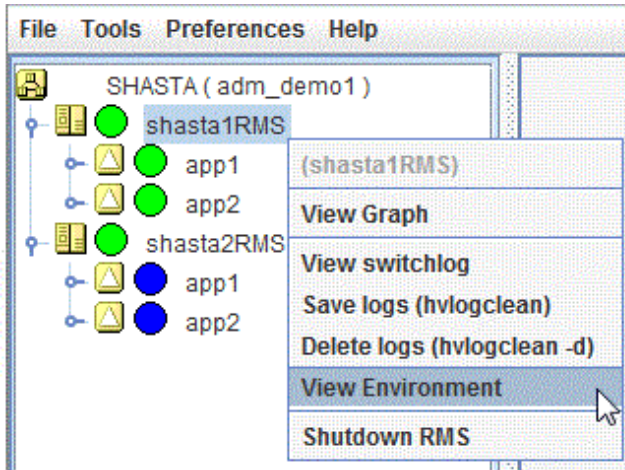 File Tools Preferences Help
SHASTA ( adm_demo1 )
shasta1RMS
app1
app2
shasta2RMS
app1
app2
(shasta1RMS)
View Graph
View switchlog
Save logs (hvlogclean)
Delete logs (hvlogclean -d)
View Environment
Shutdown RMS